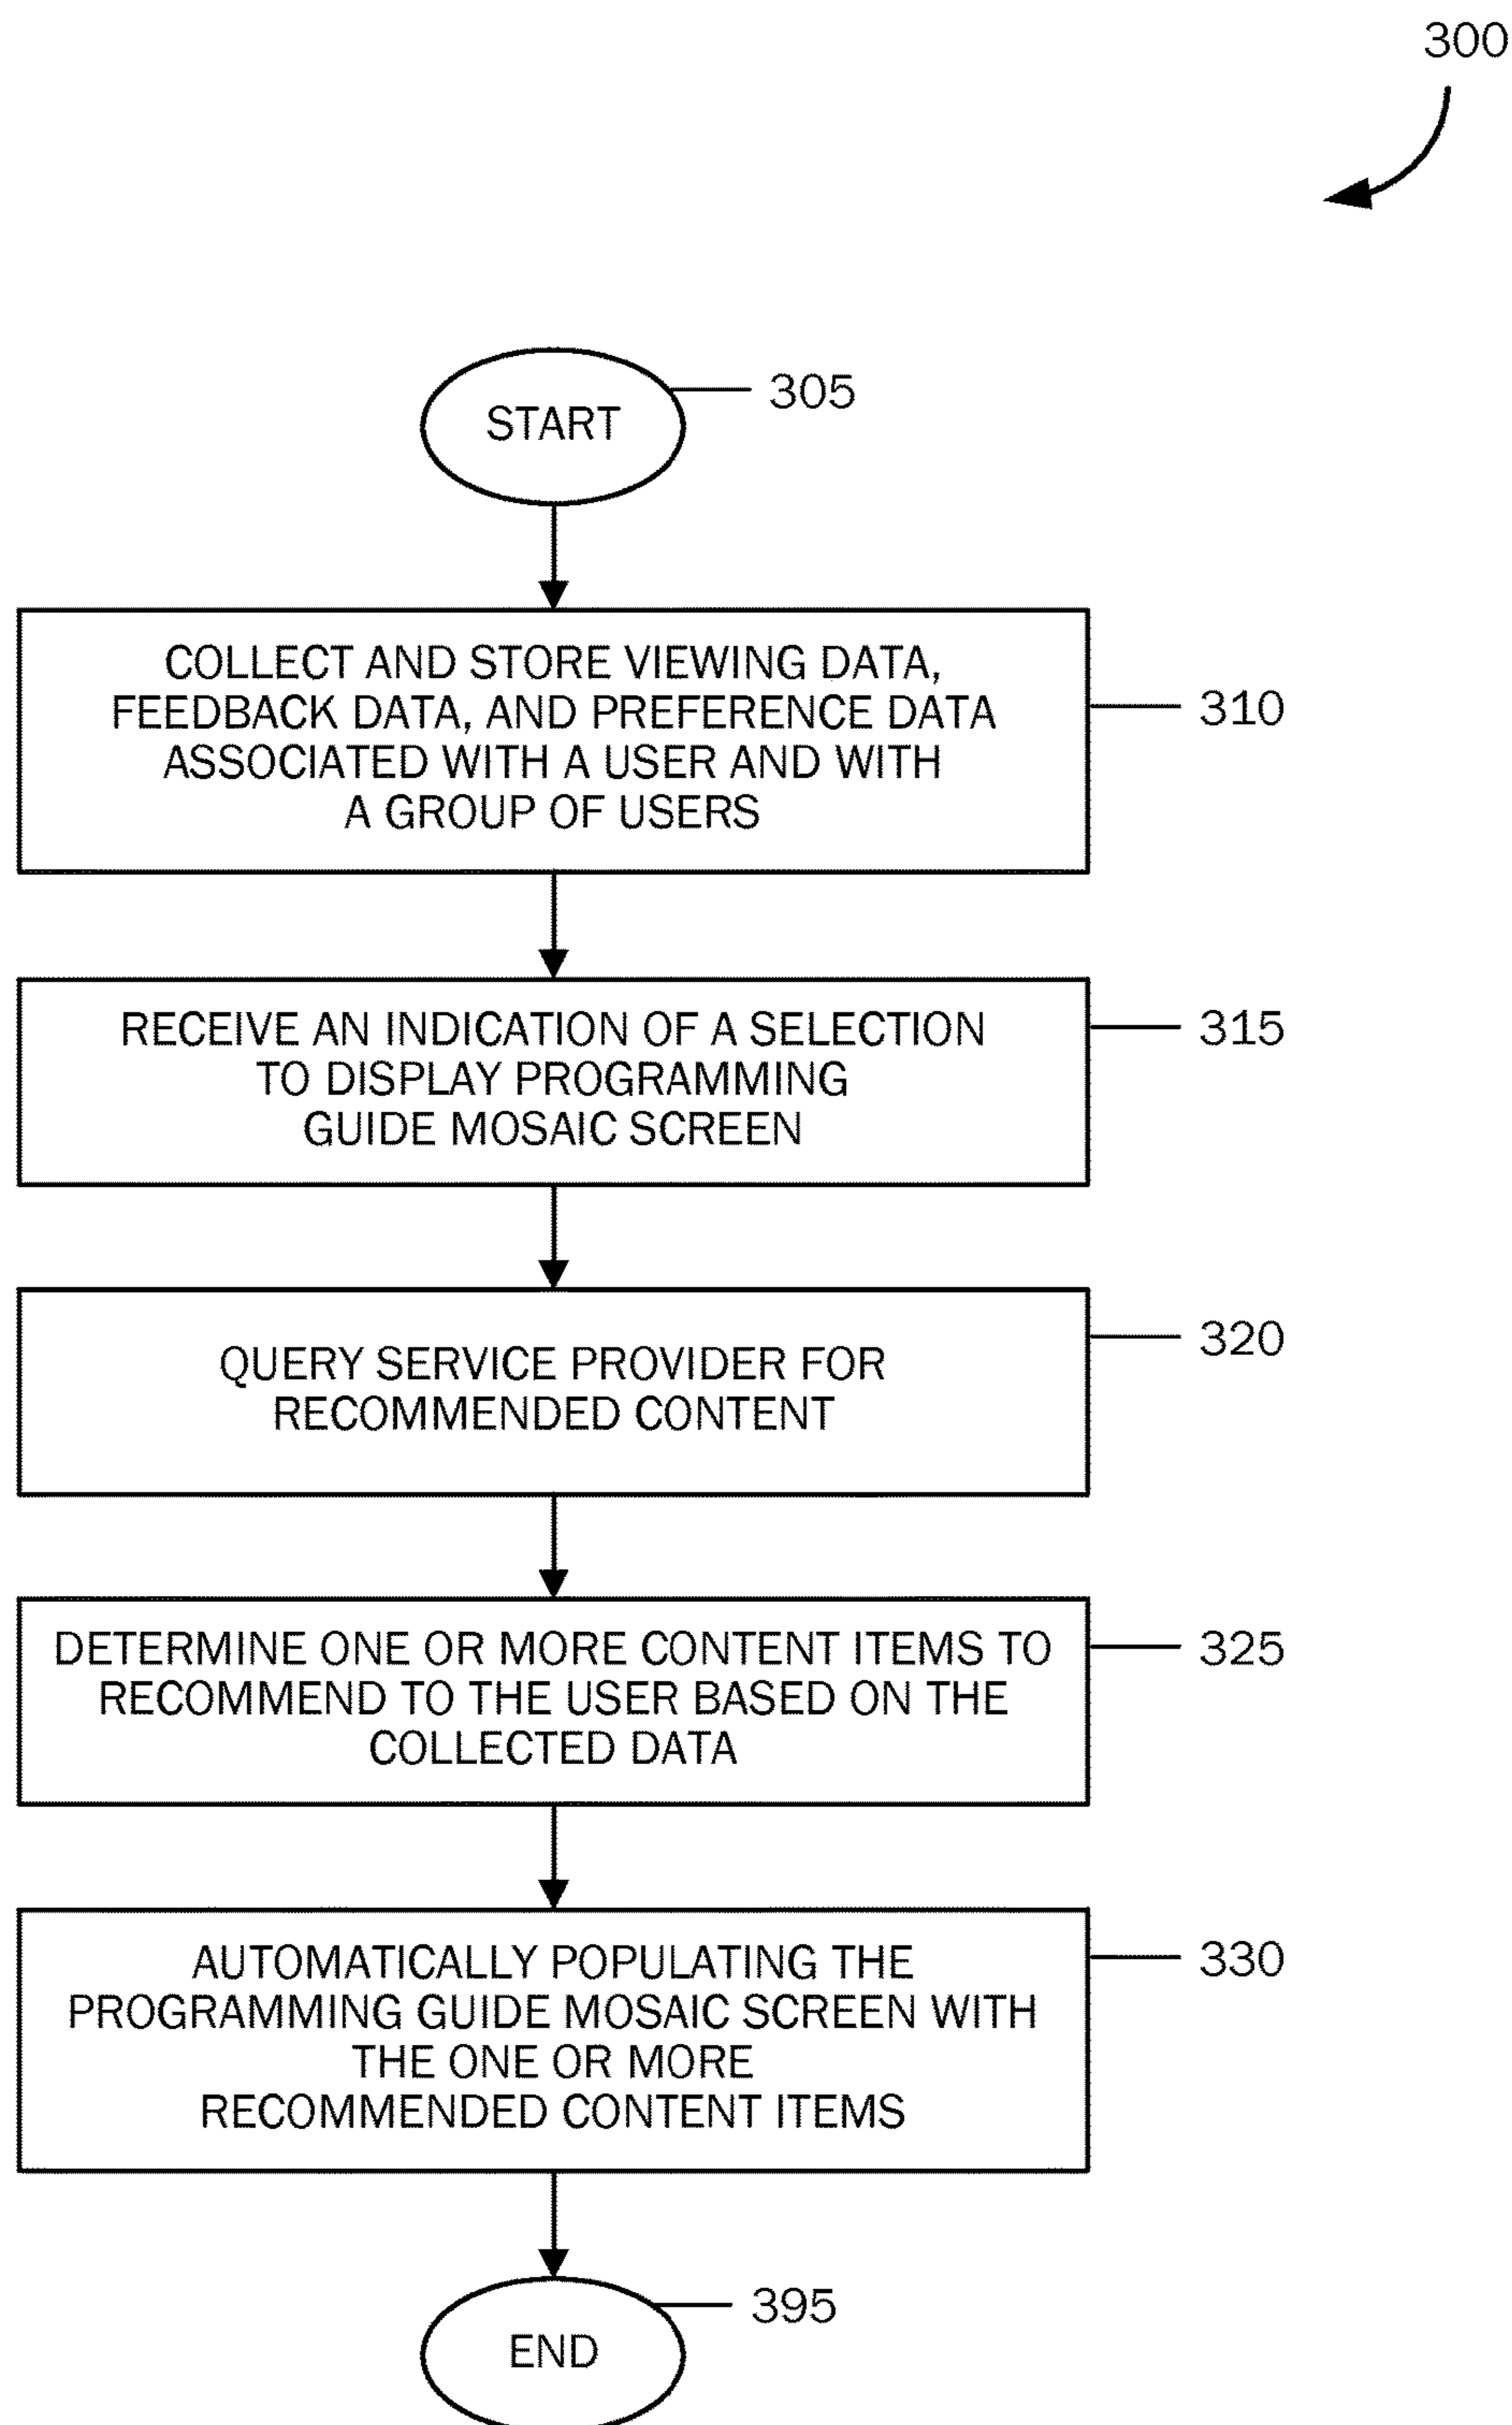 300
START
305
COLLECT AND STORE VIEWING DATA,
FEEDBACK DATA, AND PREFERENCE DATA
ASSOCIATED WITH A USER AND WITH
A GROUP OF USERS
310
RECEIVE AN INDICATION OF A SELECTION
TO DISPLAY PROGRAMMING
GUIDE MOSAIC SCREEN
315
QUERY SERVICE PROVIDER FOR
RECOMMENDED CONTENT
320
DETERMINE ONE OR MORE CONTENT ITEMS TO
RECOMMEND TO THE USER BASED ON THE
COLLECTED DATA
325
AUTOMATICALLY POPULATING THE
PROGRAMMING GUIDE MOSAIC SCREEN WITH
THE ONE OR MORE
RECOMMENDED CONTENT ITEMS
330
END
395